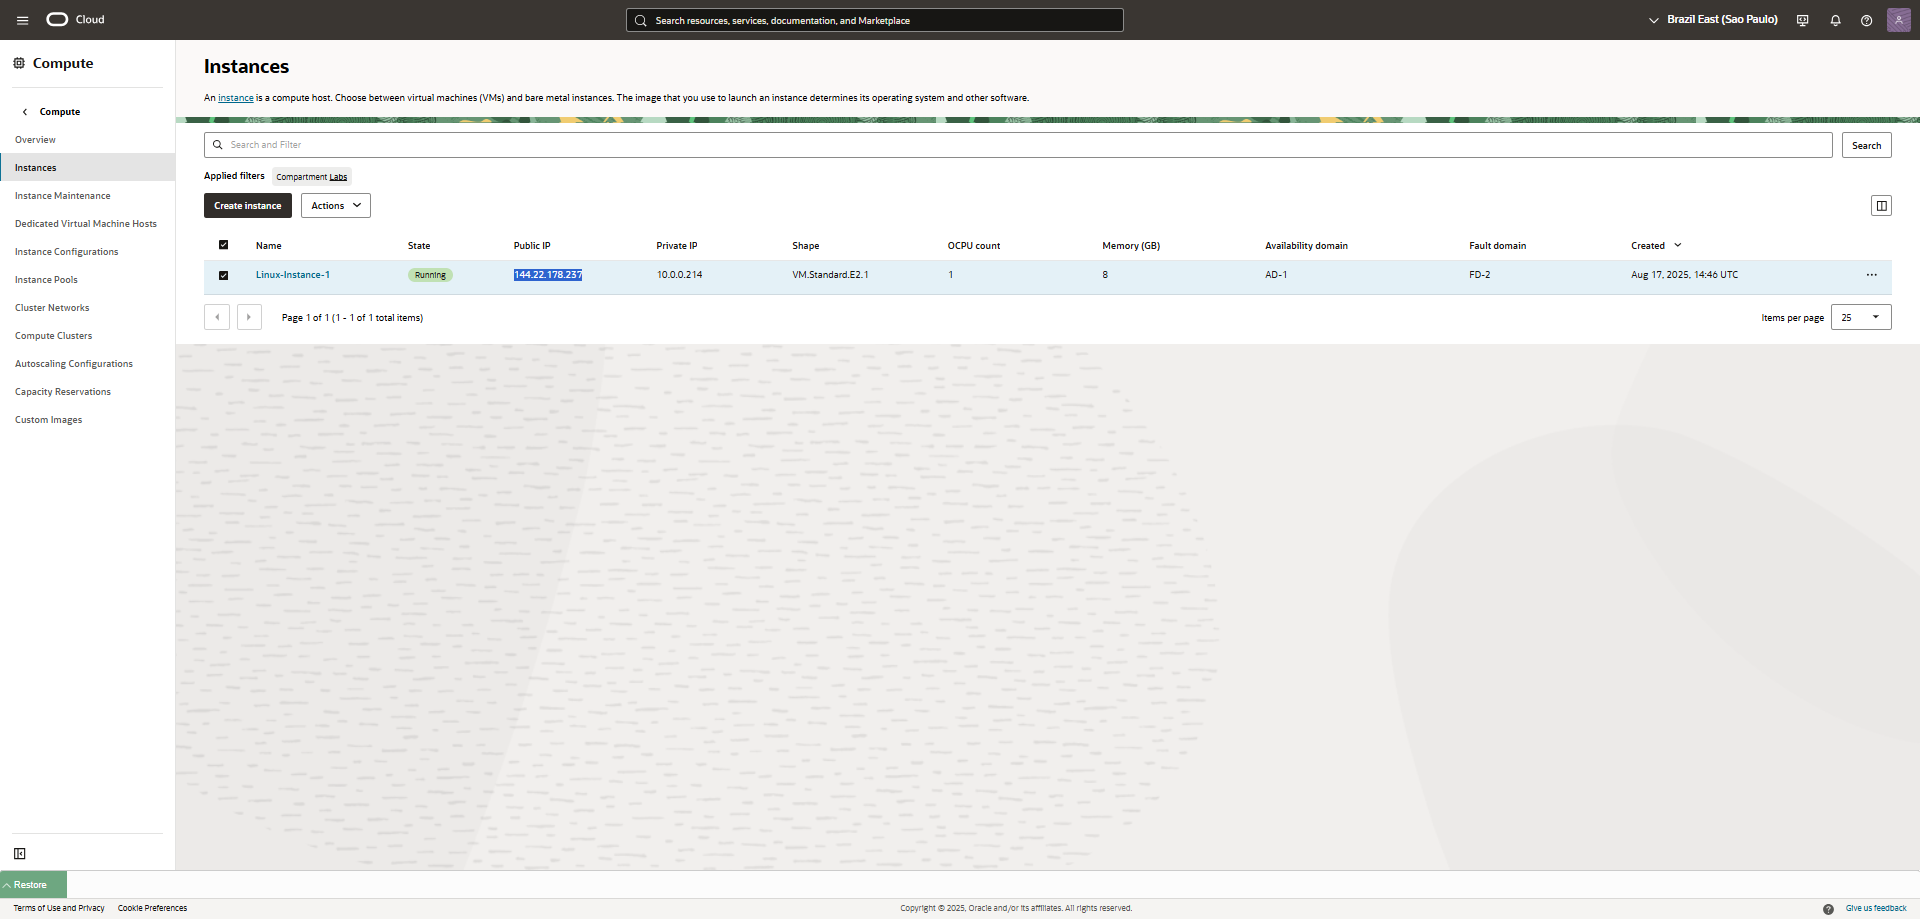 Cloud
Search resources, services, documentation, and Marketplace
Brazil East (Sao Paulo)
Compute
Compute
Overview
Instances
Instance Maintenance
Dedicated Virtual Machine Hosts
Instance Configurations
Instance Pools
Cluster Networks
Compute Clusters
Autoscaling Configurations
Capacity Reservations
Custom Images
Instances
An instance is a compute host. Choose between virtual machines (VMs) and bare metal instances. The image that you use to launch an instance determines its operating system and other software.
Search and Filter
Search
Applied filters Compartment Labs
Create instance Actions
Name State Public IP Private IP Shape OCPU count Memory (GB) Availability domain Fault domain Created
Linux-Instance-1 Running 144.22.178.237 10.0.0.214 VM.Standard.E2.1 1 8 AD-1 FD-2 Aug 17, 2025, 14:46 UTC
Page 1 of 1 (1 - 1 of 1 total items)
Items per page 25
Restore
Terms of Use and Privacy Cookie Preferences
Copyright © 2025, Oracle and/or its affiliates. All rights reserved.
Give us feedback